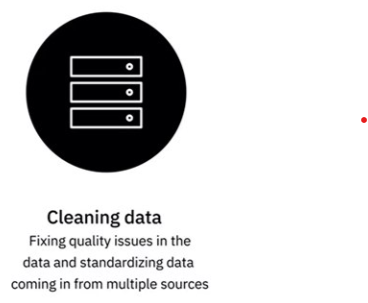 Cleaning data
Fixing quality issues in the
data and standardizing data
coming in from multiple sources